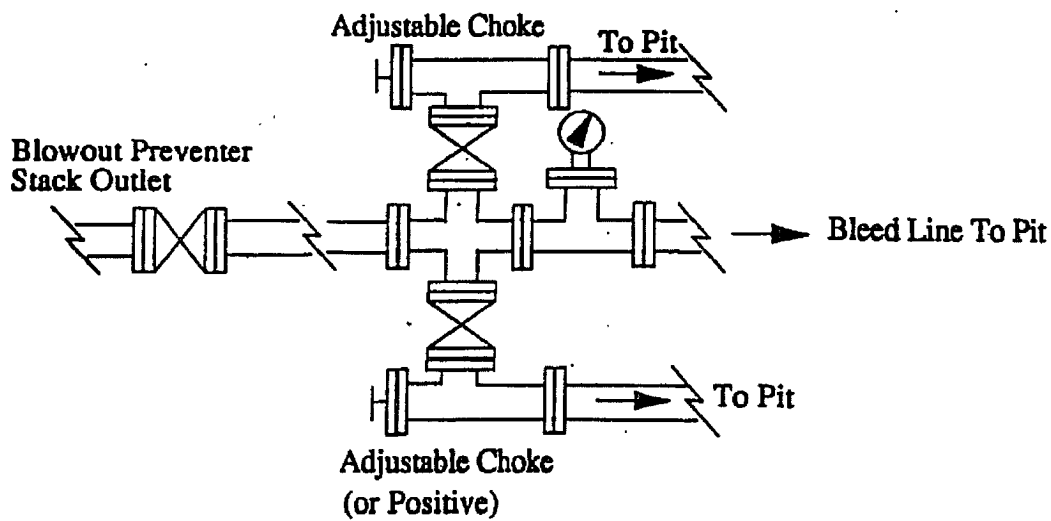 Adjustable Choke
To Pit
Blowout Preventer
Stack Outlet
Bleed Line To Pit
To Pit
Adjustable Choke
(or Positive)